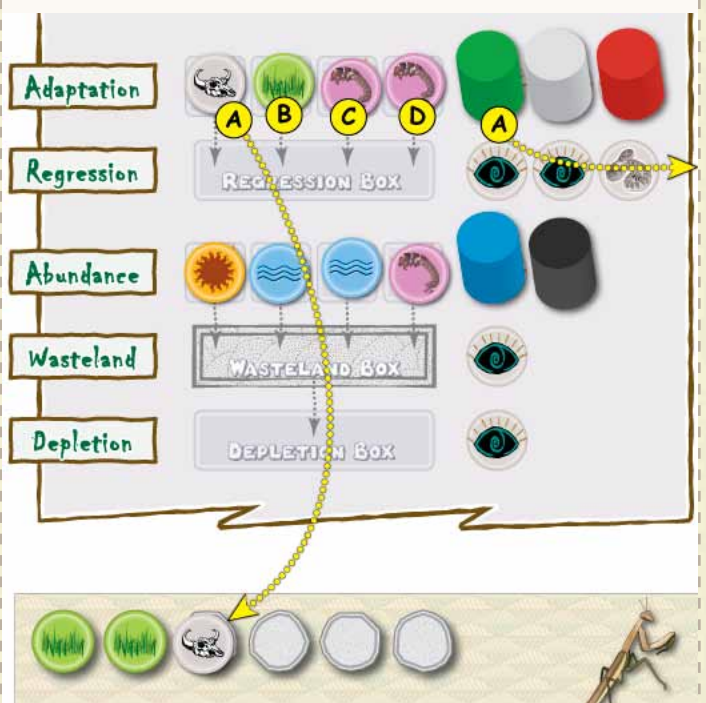 Adaptation
A B C D A
Regression
REGRESSION BOX
Abundance
Wasteland
WASTELAND BOX
Depletion
DEPLETION BOX